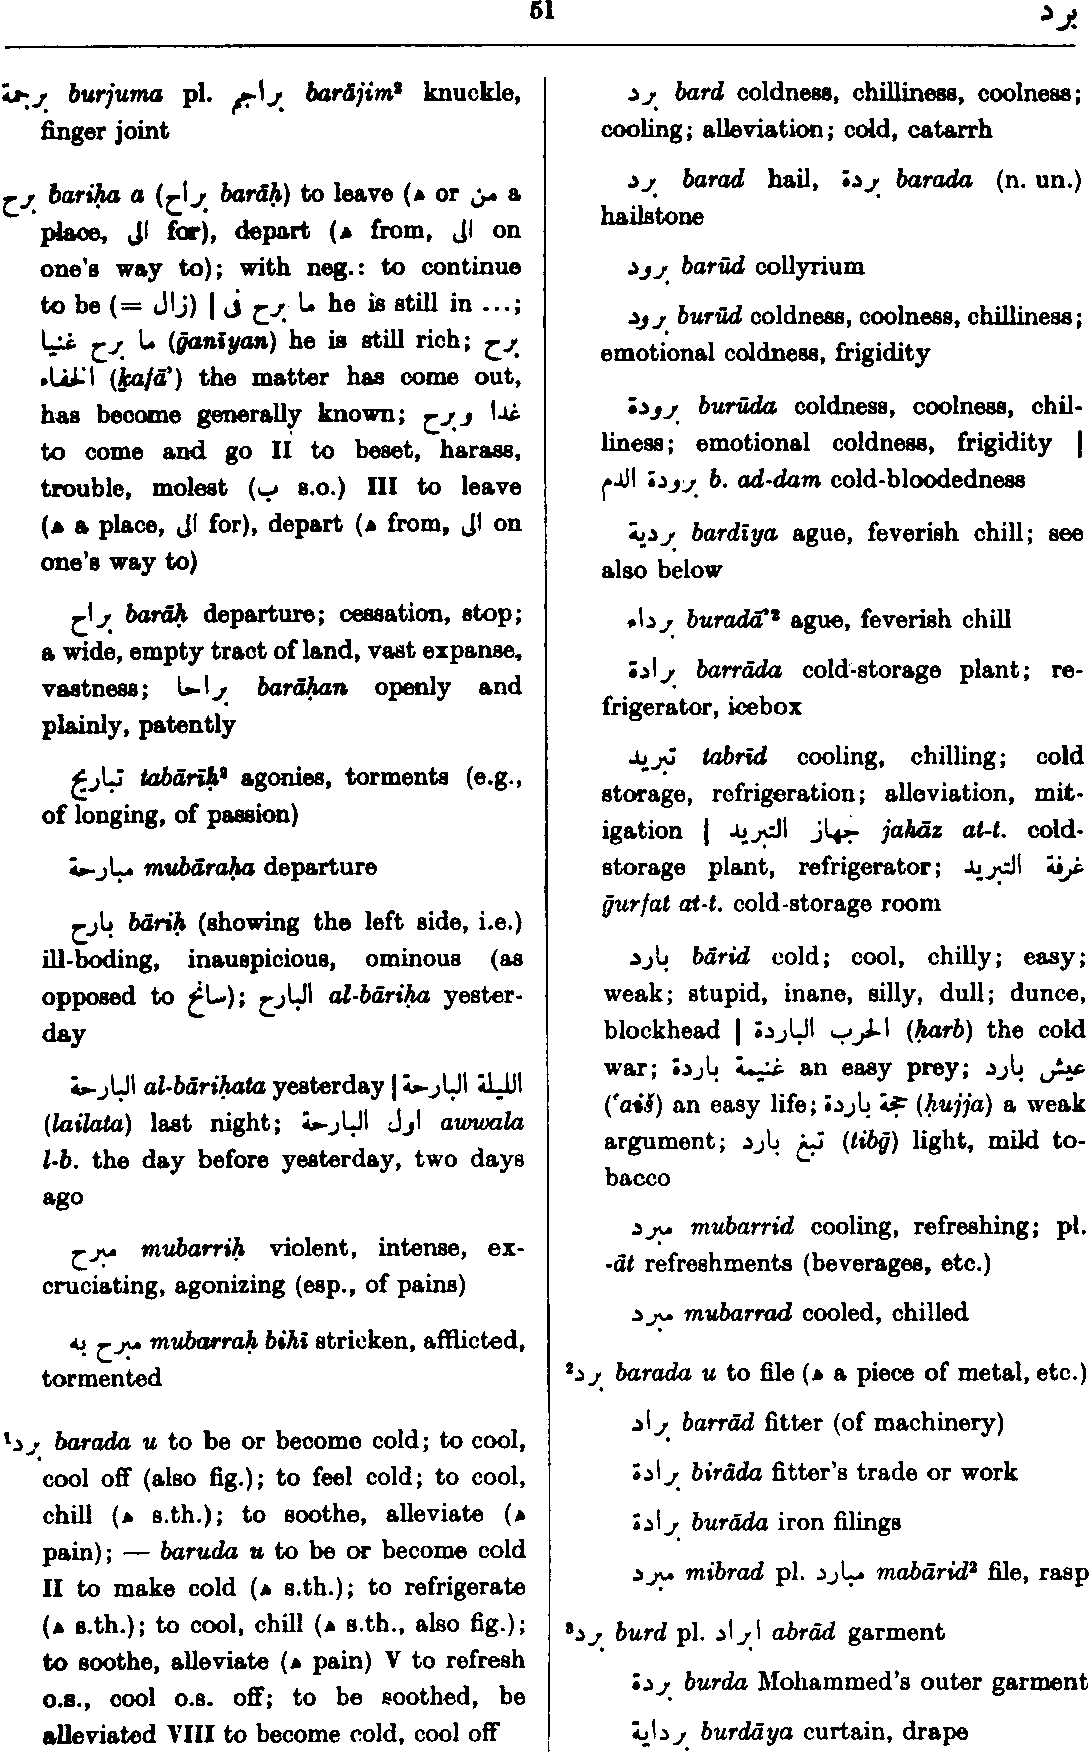 51
برد
برجمة burjuma pl. براجم barājim² knuckle,
finger joint
برح bariḥa a (براح barāḥ) to leave (ه or من a
place, الى for), depart (ه from, الى on
one's way to); with neg.: to continue
to be (= زال) | ما برح فى he is still in ...;
ما برح غنيا (ḡanīyan) he is still rich; برح
الخفاء (ḵafā') the matter has come out,
has become generally known; غدا وبرح
to come and go II to beset, harass,
trouble, molest (ب s.o.) III to leave
(ه a place, الى for), depart (ه from, الى on
one's way to)
براح barāḥ departure; cessation, stop;
a wide, empty tract of land, vast expanse,
vastness; براحا barāḥan openly and
plainly, patently
تباريح tabārīḥ² agonies, torments (e.g.,
of longing, of passion)
مبارحة mubāraḥa departure
بارح bāriḥ (showing the left side, i.e.)
ill-boding, inauspicious, ominous (as
opposed to سانح); البارح al-bāriḥa yester-
day
البارحة al-bāriḥata yesterday | الليلة البارحة
(lailata) last night; اول البارحة awwala
l-b. the day before yesterday, two days
ago
مبرح mubarriḥ violent, intense, ex-
cruciating, agonizing (esp., of pains)
مبرح به mubarraḥ bihī stricken, afflicted,
tormented
¹برد barada u to be or become cold; to cool,
cool off (also fig.); to feel cold; to cool,
chill (ه s.th.); to soothe, alleviate (ه
pain); — baruda u to be or become cold
II to make cold (ه s.th.); to refrigerate
(ه s.th.); to cool, chill (ه s.th., also fig.);
to soothe, alleviate (ه pain) V to refresh
o.s., cool o.s. off; to be soothed, be
alleviated VIII to become cold, cool off
برد bard coldness, chilliness, coolness;
cooling; alleviation; cold, catarrh
برد barad hail, بردة barada (n. un.)
hailstone
برود barūd collyrium
برود burūd coldness, coolness, chilliness;
emotional coldness, frigidity
برودة burūda coldness, coolness, chil-
liness; emotional coldness, frigidity |
برودة الدم b. ad-dam cold-bloodedness
بردية bardīya ague, feverish chill; see
also below
برداء buradā'² ague, feverish chill
برادة barrāda cold-storage plant; re-
frigerator, icebox
تبريد tabrīd cooling, chilling; cold
storage, refrigeration; alleviation, mit-
igation | جهاز التبريد jahāz at-t. cold-
storage plant, refrigerator; غرفة التبريد
ḡurfat at-t. cold-storage room
بارد bārid cold; cool, chilly; easy;
weak; stupid, inane, silly, dull; dunce,
blockhead | الحرب الباردة (ḥarb) the cold
war; غنيمة باردة an easy prey; عيش بارد
('aiš) an easy life; حجة باردة (ḥujja) a weak
argument; تبغ بارد (tibḡ) light, mild to-
bacco
مبرد mubarrid cooling, refreshing; pl.
-āt refreshments (beverages, etc.)
مبرد mubarrad cooled, chilled
²برد barada u to file (ه a piece of metal, etc.)
براد barrād fitter (of machinery)
برادة birāda fitter's trade or work
برادة burāda iron filings
مبرد mibrad pl. مبارد mabārid² file, rasp
³برد burd pl. ابراد abrād garment
بردة burda Mohammed's outer garment
برداية burdāya curtain, drape